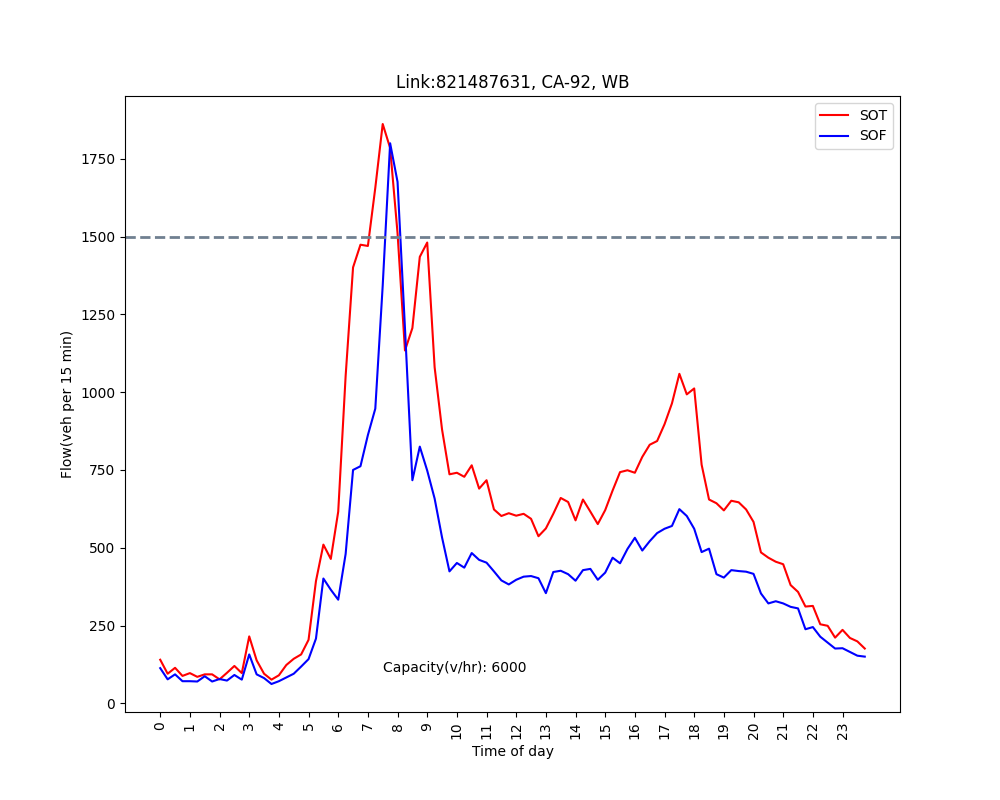 Link:821487631, CA-92, WB
SOT
SOF
Flow(veh per 15 min)
1750
1500
1250
1000
750
500
250
0
Capacity(v/hr): 6000
0 1 2 3 4 5 6 7 8 9 10 11 12 13 14 15 16 17 18 19 20 21 22 23
Time of day